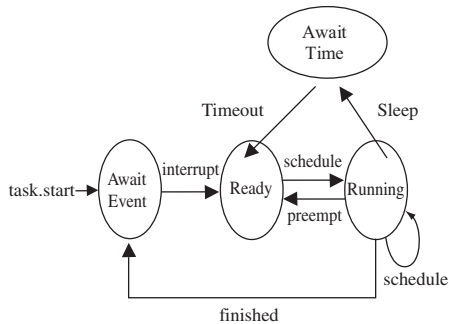 Await
Time
Timeout
Sleep
task.start
Await
Event
interrupt
Ready
schedule
preempt
Running
schedule
finished